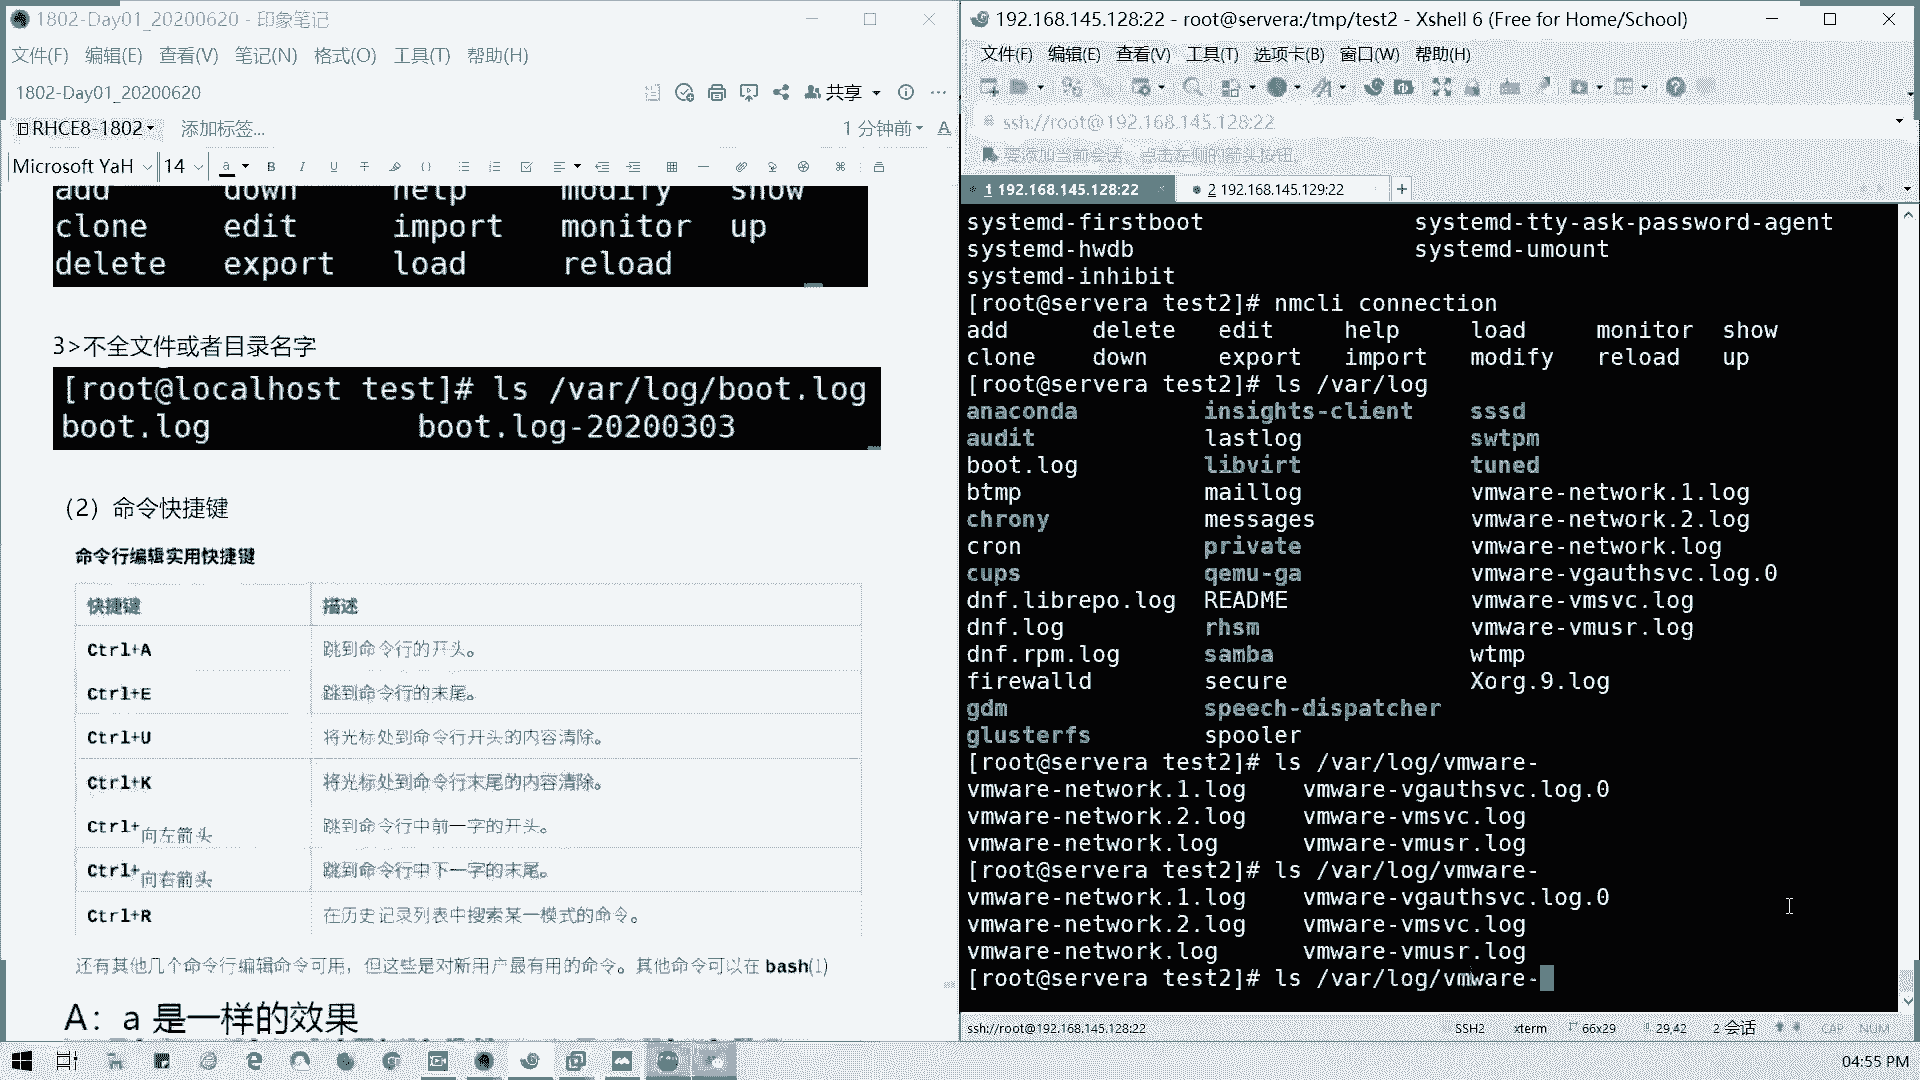 1802-Day01_20200620 - 印象笔记
文件(F) 编辑(E) 查看(V) 笔记(N) 格式(O) 工具(T) 帮助(H)
1802-Day01_20200620
共享
RHCE8-1802 添加标签...
1 分钟前
Microsoft YaH 14
add down help modify show
clone edit import monitor up
delete export load reload
3>不全文件或者目录名字
[root@localhost test]# ls /var/log/boot.log
boot.log boot.log-20200303
（2）命令快捷键
命令行编辑实用快捷键
快捷键 描述
Ctrl+A 跳到命令行的开头。
Ctrl+E 跳到命令行的末尾。
Ctrl+U 将光标处到命令行开头的内容清除。
Ctrl+K 将光标处到命令行末尾的内容清除。
Ctrl+向左箭头 跳到命令行中前一字的开头。
Ctrl+向右箭头 跳到命令行中下一字的末尾。
Ctrl+R 在历史记录列表中搜索某一模式的命令。
还有其他几个命令行编辑命令可用，但这些是对新用户最有用的命令。其他命令可以在 bash(1)
A：a 是一样的效果
192.168.145.128:22 - root@servera:/tmp/test2 - Xshell 6 (Free for Home/School)
文件(F) 编辑(E) 查看(V) 工具(T) 选项卡(B) 窗口(W) 帮助(H)
ssh://root@192.168.145.128:22
要添加当前会话，点击左侧的箭头按钮。
1 192.168.145.128:22 2 192.168.145.129:22
systemd-firstboot systemd-tty-ask-password-agent
systemd-hwdb systemd-umount
systemd-inhibit
[root@servera test2]# nmcli connection
add delete edit help load monitor show
clone down export import modify reload up
[root@servera test2]# ls /var/log
anaconda insights-client sssd
audit lastlog swtpm
boot.log libvirt tuned
btmp maillog vmware-network.1.log
chrony messages vmware-network.2.log
cron private vmware-network.log
cups qemu-ga vmware-vgauthsvc.log.0
dnf.librepo.log README vmware-vmsvc.log
dnf.log rhsm vmware-vmusr.log
dnf.rpm.log samba wtmp
firewalld secure Xorg.9.log
gdm speech-dispatcher
glusterfs spooler
[root@servera test2]# ls /var/log/vmware-
vmware-network.1.log vmware-vgauthsvc.log.0
vmware-network.2.log vmware-vmsvc.log
vmware-network.log vmware-vmusr.log
[root@servera test2]# ls /var/log/vmware-
vmware-network.1.log vmware-vgauthsvc.log.0
vmware-network.2.log vmware-vmsvc.log
vmware-network.log vmware-vmusr.log
[root@servera test2]# ls /var/log/vmware-
ssh://root@192.168.145.128:22 SSH2 xterm 66x29 29,42 2 会话 CAP NUM
04:55 PM